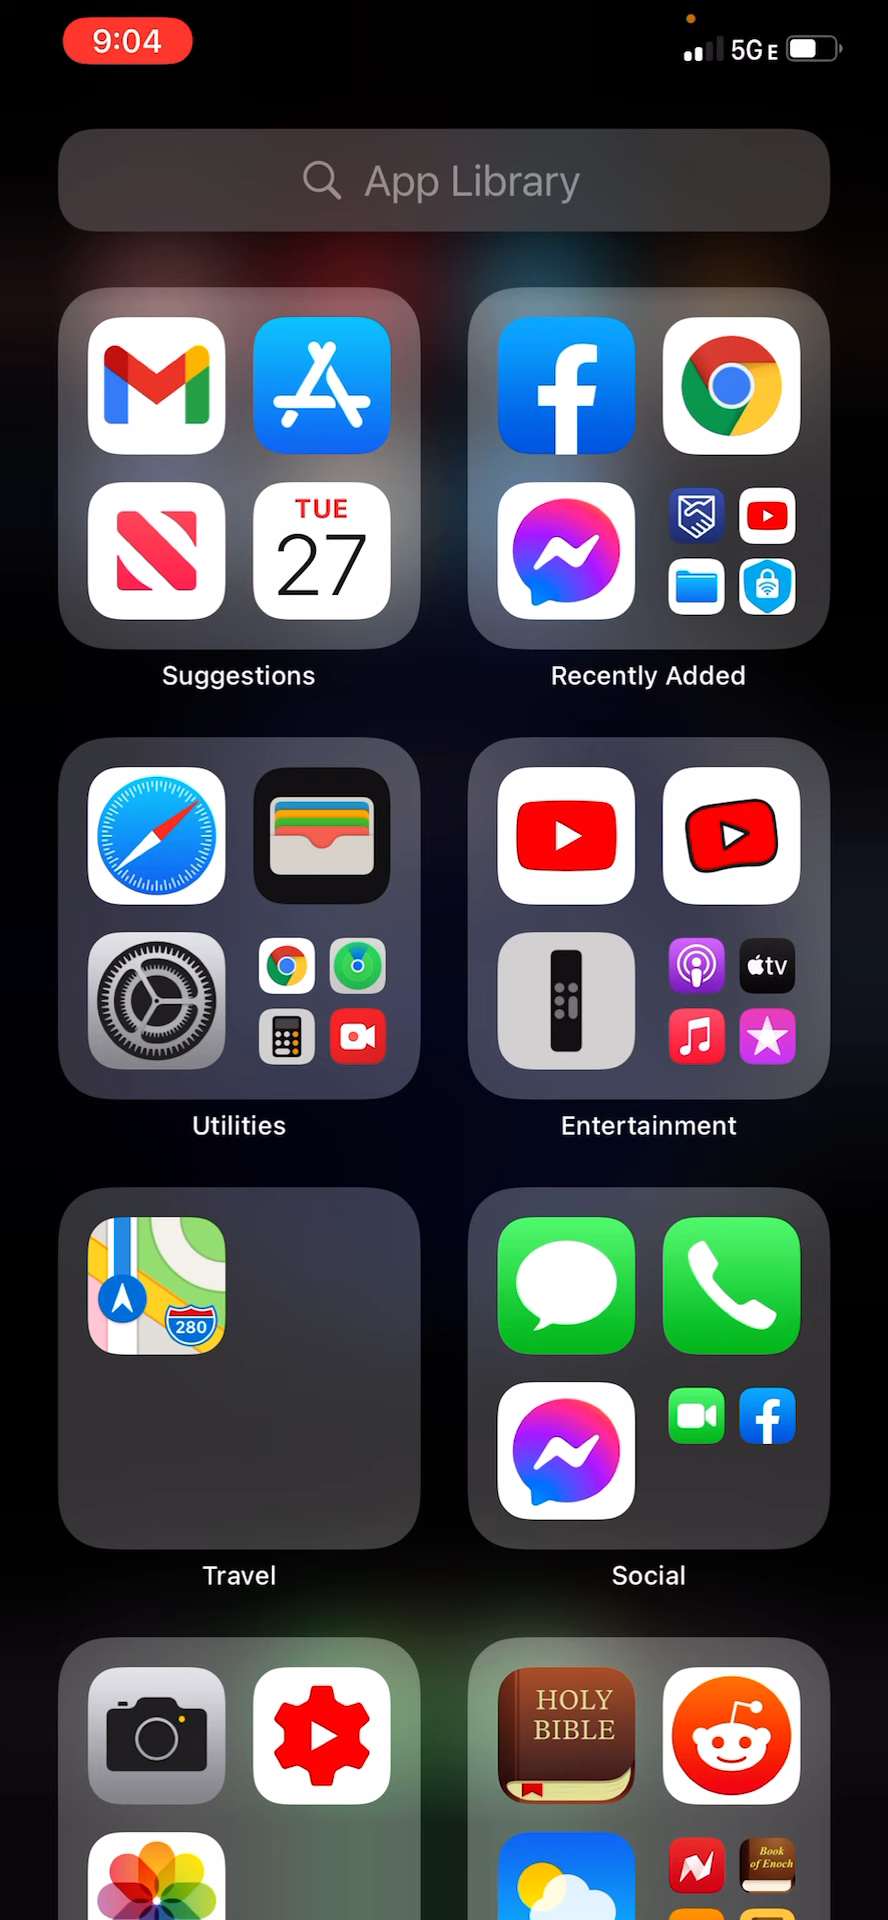 9:04
5G E
App Library
TUE
27
Suggestions
Recently Added
tv
Utilities
Entertainment
280
Travel
Social
HOLY
BIBLE
Book
of Enoch